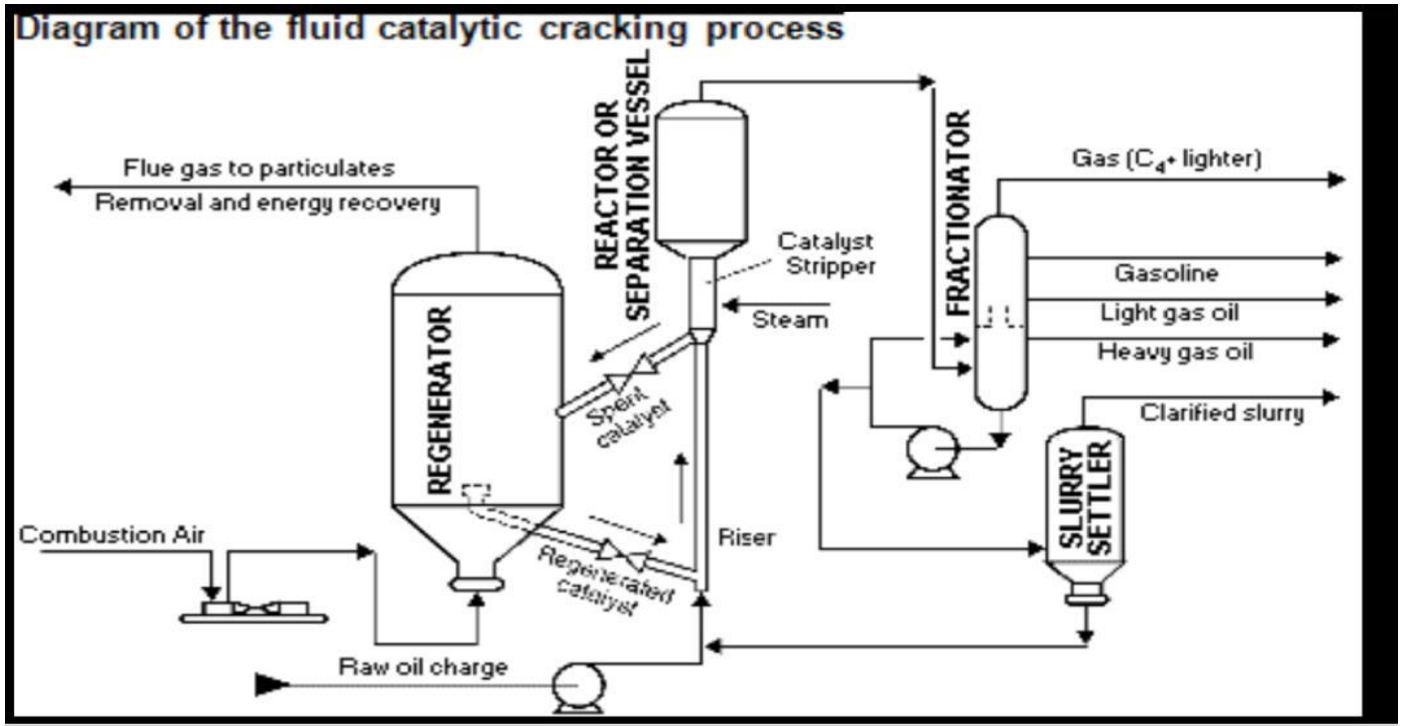 Diagram of the fluid catalytic cracking process
REACTOR OR
SEPARATION VESSEL
Flue gas to particulates
Removal and energy recovery
FRACTIONATOR
Gas (C₄+ lighter)
Catalyst
Stripper
Steam
Gasoline
Light gas oil
Heavy gas oil
Clarified slurry
REGENERATOR
Spent
catalyst
SLURRY
SETTLER
Combustion Air
Riser
Regenerated
catalyst
Raw oil charge